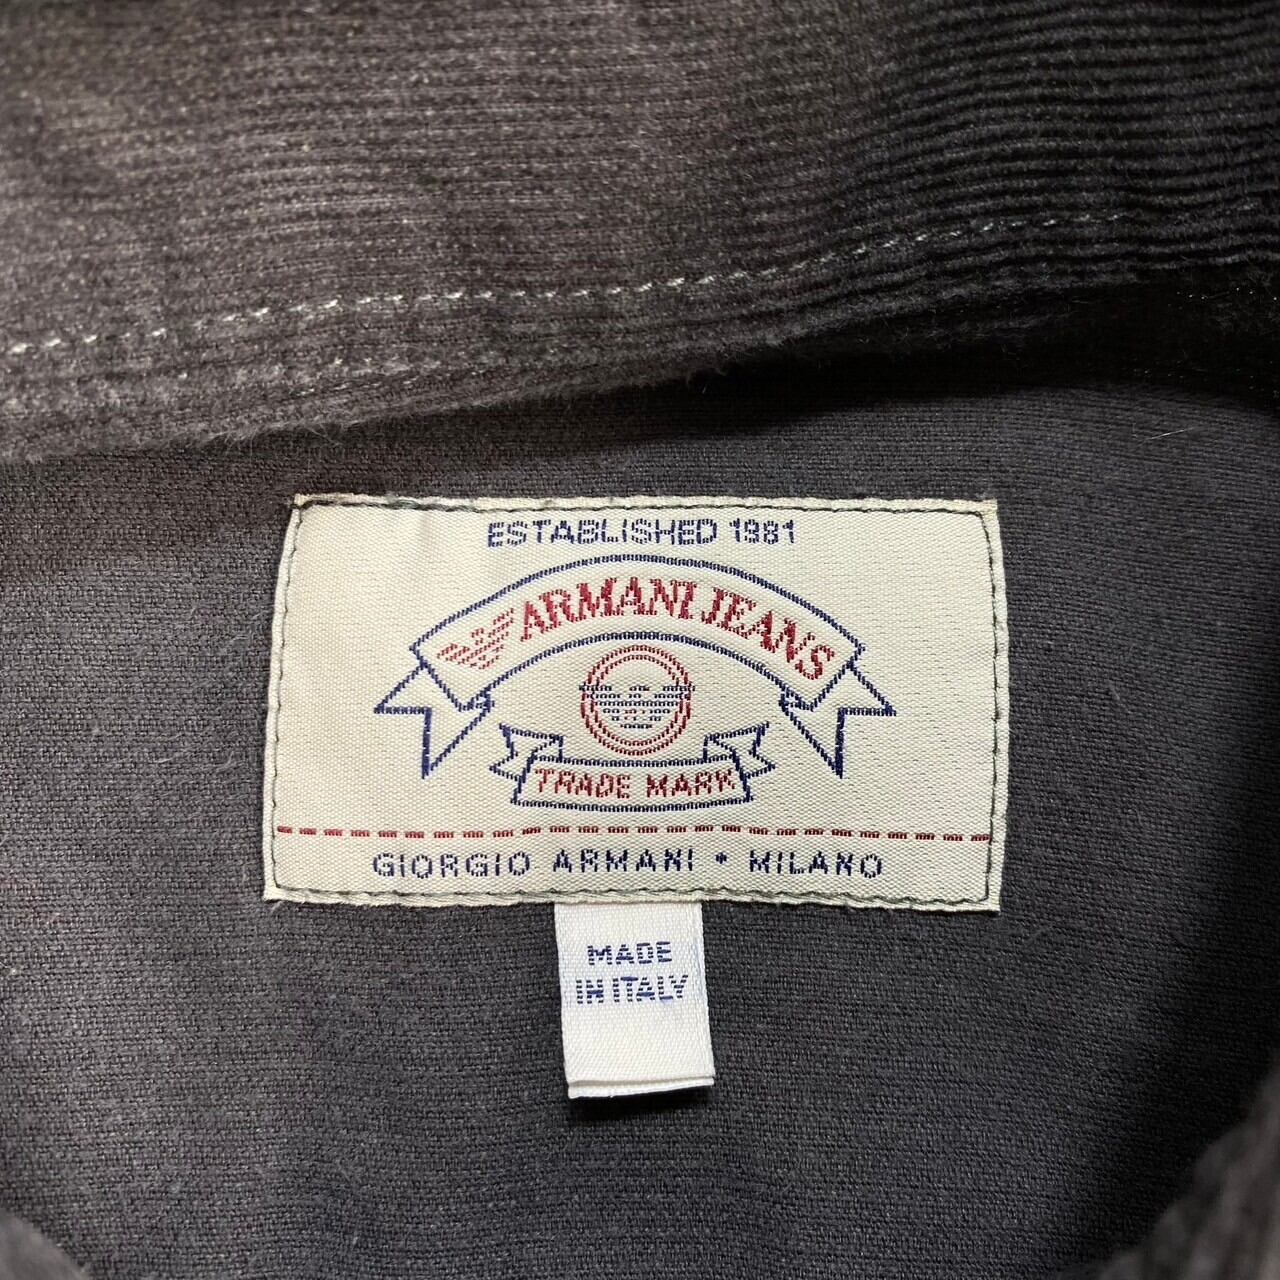 ESTABLISHED 1981
ARMANI JEANS
TRADE MARK
GIORGIO ARMANI • MILANO
MADE
IN ITALY